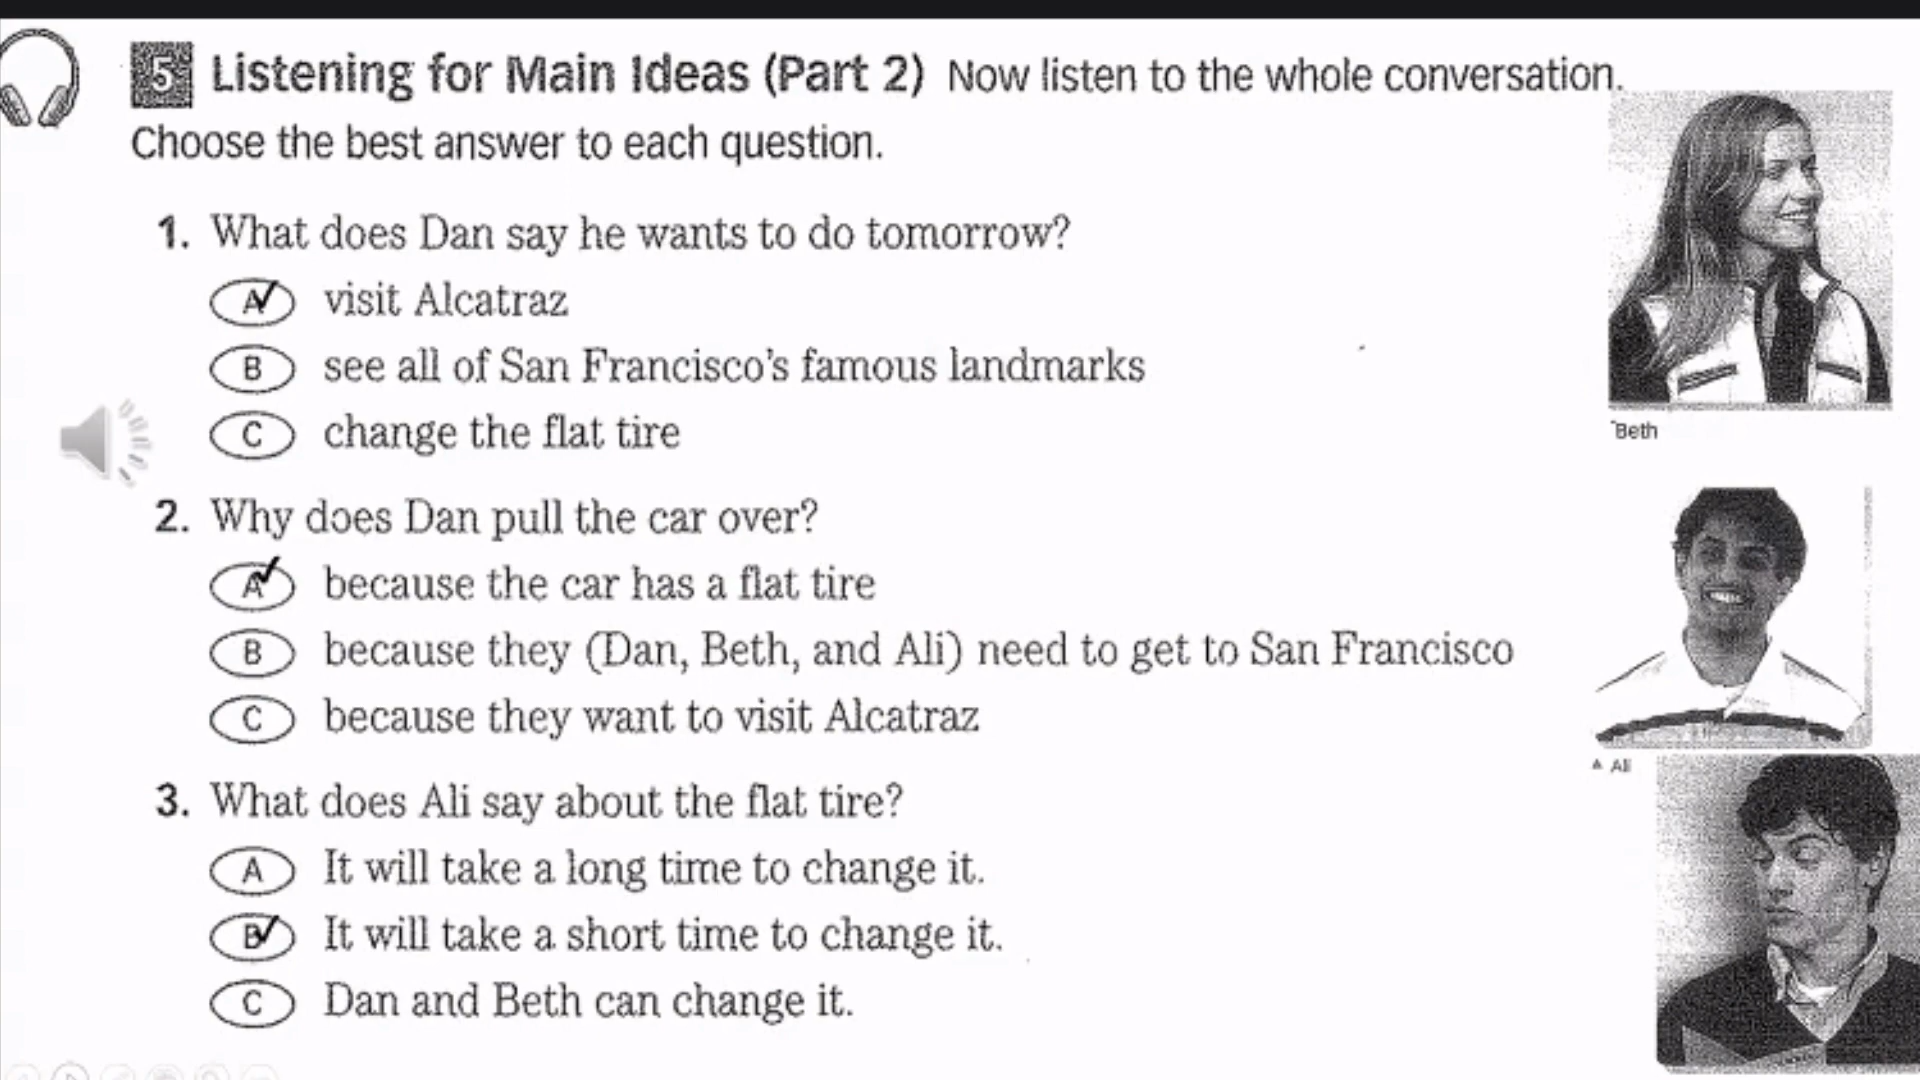 5 Listening for Main Ideas (Part 2) Now listen to the whole conversation.
Choose the best answer to each question.
1. What does Dan say he wants to do tomorrow?
A visit Alcatraz
B see all of San Francisco's famous landmarks
C change the flat tire
Beth
2. Why does Dan pull the car over?
A because the car has a flat tire
B because they (Dan, Beth, and Ali) need to get to San Francisco
C because they want to visit Alcatraz
Ali
3. What does Ali say about the flat tire?
A It will take a long time to change it.
B It will take a short time to change it.
C Dan and Beth can change it.